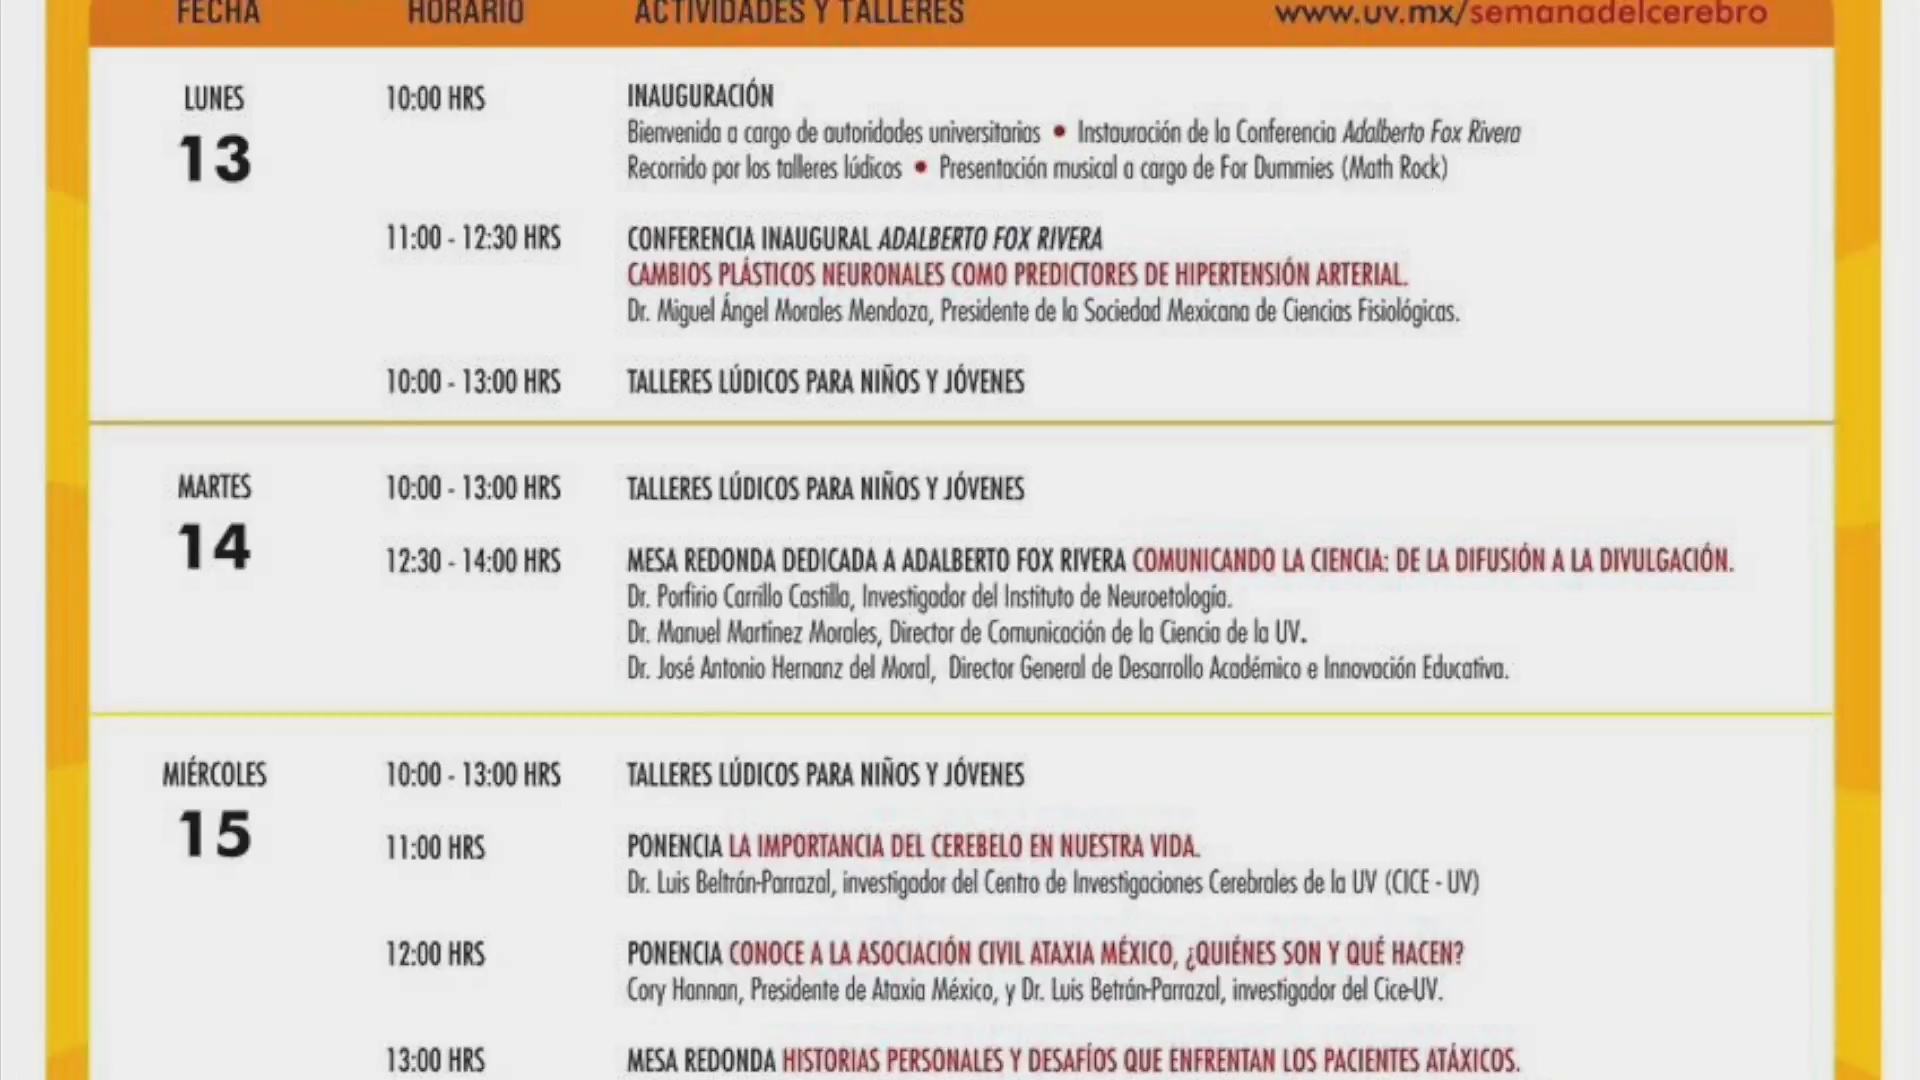 FECHA HORARIO ACTIVIDADES Y TALLERES www.uv.mx/semanadelcerebro
LUNES 13
10:00 HRS INAUGURACIÓN
Bienvenida a cargo de autoridades universitarias • Instauración de la Conferencia Adalberto Fox Rivera
Recorrido por los talleres lúdicos • Presentación musical a cargo de For Dummies (Math Rock)
11:00 - 12:30 HRS CONFERENCIA INAUGURAL ADALBERTO FOX RIVERA
CAMBIOS PLÁSTICOS NEURONALES COMO PREDICTORES DE HIPERTENSIÓN ARTERIAL.
Dr. Miguel Ángel Morales Mendoza, Presidente de la Sociedad Mexicana de Ciencias Fisiológicas.
10:00 - 13:00 HRS TALLERES LÚDICOS PARA NIÑOS Y JÓVENES
MARTES 14
10:00 - 13:00 HRS TALLERES LÚDICOS PARA NIÑOS Y JÓVENES
12:30 - 14:00 HRS MESA REDONDA DEDICADA A ADALBERTO FOX RIVERA COMUNICANDO LA CIENCIA: DE LA DIFUSIÓN A LA DIVULGACIÓN.
Dr. Porfirio Carrillo Castilla, Investigador del Instituto de Neuroetología.
Dr. Manuel Martínez Morales, Director de Comunicación de la Ciencia de la UV.
Dr. José Antonio Hernanz del Moral, Director General de Desarrollo Académico e Innovación Educativa.
MIÉRCOLES 15
10:00 - 13:00 HRS TALLERES LÚDICOS PARA NIÑOS Y JÓVENES
11:00 HRS PONENCIA LA IMPORTANCIA DEL CEREBELO EN NUESTRA VIDA.
Dr. Luis Beltrán-Parrazal, investigador del Centro de Investigaciones Cerebrales de la UV (CICE - UV)
12:00 HRS PONENCIA CONOCE A LA ASOCIACIÓN CIVIL ATAXIA MÉXICO, ¿QUIÉNES SON Y QUÉ HACEN?
Cory Hannan, Presidente de Ataxia México, y Dr. Luis Betrán-Parrazal, investigador del Cice-UV.
13:00 HRS MESA REDONDA HISTORIAS PERSONALES Y DESAFÍOS QUE ENFRENTAN LOS PACIENTES ATÁXICOS.